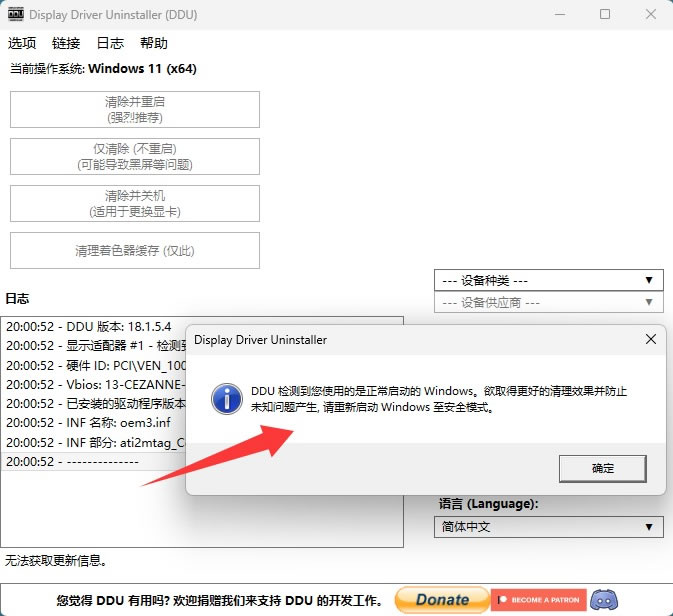 Display Driver Uninstaller (DDU)
选项 链接 日志 帮助
当前操作系统: Windows 11 (x64)
清除并重启
(强烈推荐)
仅清除 (不重启)
(可能导致黑屏等问题)
清除并关机
(适用于更换显卡)
清理着色器缓存 (仅此)
--- 设备种类 ---
--- 设备供应商 ---
日志
20:00:52 - DDU 版本: 18.1.5.4
20:00:52 - 显示适配器 #1 - 检测到
20:00:52 - 硬件 ID: PCI\VEN_100
20:00:52 - Vbios: 13-CEZANNE-
20:00:52 - 已安装的驱动程序版本
20:00:52 - INF 名称: oem3.inf
20:00:52 - INF 部分: ati2mtag_C
20:00:52 - --------------
Display Driver Uninstaller
DDU 检测到您使用的是正常启动的 Windows。欲取得更好的清理效果并防止
未知问题产生, 请重新启动 Windows 至安全模式。
确定
语言 (Language):
简体中文
无法获取更新信息。
您觉得 DDU 有用吗? 欢迎捐赠我们来支持 DDU 的开发工作。
Donate
BECOME A PATRON